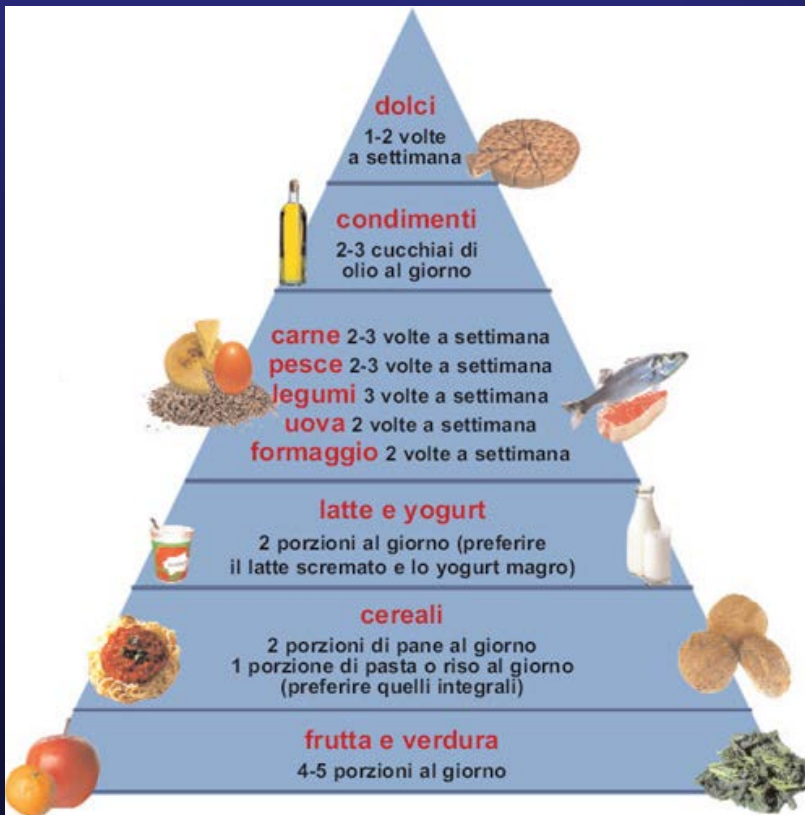 dolci
1-2 volte
a settimana
condimenti
2-3 cucchiai di
olio al giorno
carne 2-3 volte a settimana
pesce 2-3 volte a settimana
legumi 3 volte a settimana
uova 2 volte a settimana
formaggio 2 volte a settimana
latte e yogurt
2 porzioni al giorno (preferire
il latte scremato e lo yogurt magro)
cereali
2 porzioni di pane al giorno
1 porzione di pasta o riso al giorno
(preferire quelli integrali)
frutta e verdura
4-5 porzioni al giorno